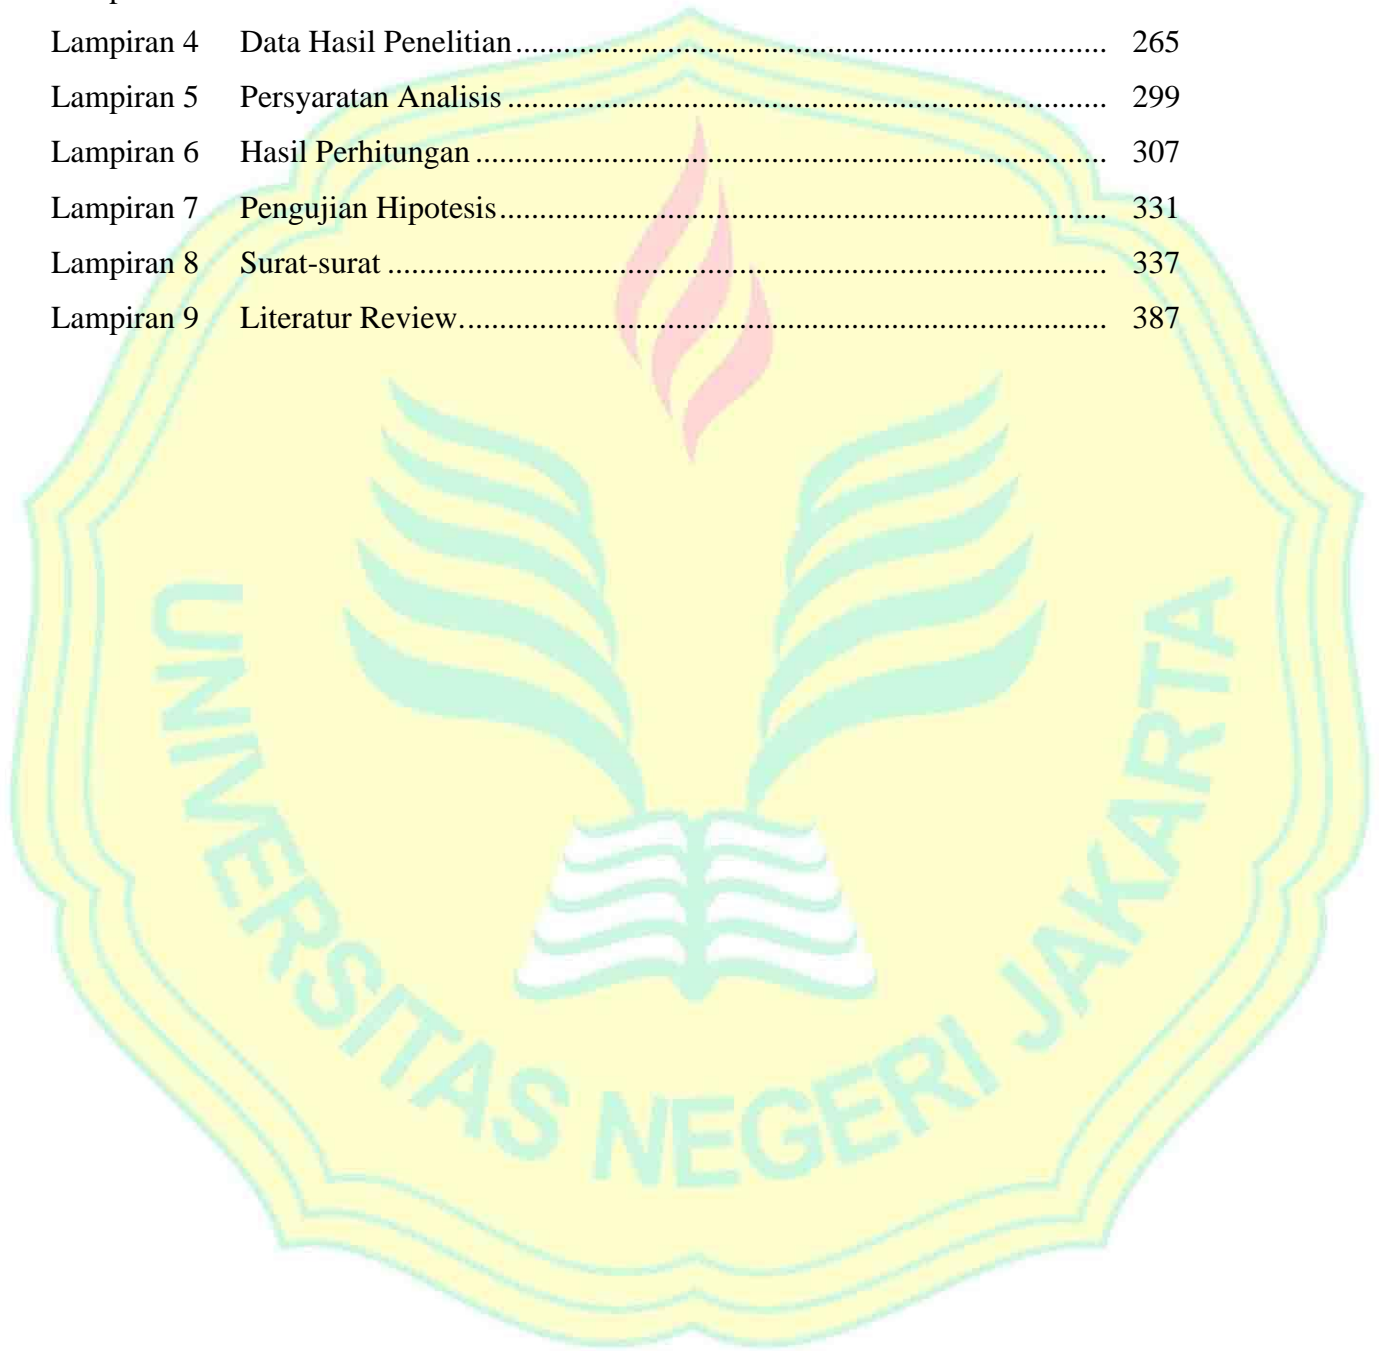 Lampiran 4 Data Hasil Penelitian........................................................................ 265
Lampiran 5 Persyaratan Analisis ......................................................................... 299
Lampiran 6 Hasil Perhitungan ............................................................................. 307
Lampiran 7 Pengujian Hipotesis.......................................................................... 331
Lampiran 8 Surat-surat ........................................................................................ 337
Lampiran 9 Literatur Review............................................................................... 387
UNIVERSITAS NEGERI JAKARTA